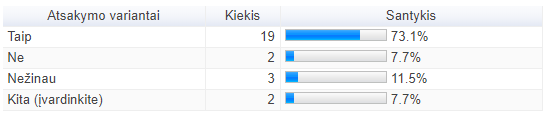 Atsakymo variantai Kiekis Santykis
Taip 19 73.1%
Ne 2 7.7%
Nežinau 3 11.5%
Kita (įvardinkite) 2 7.7%